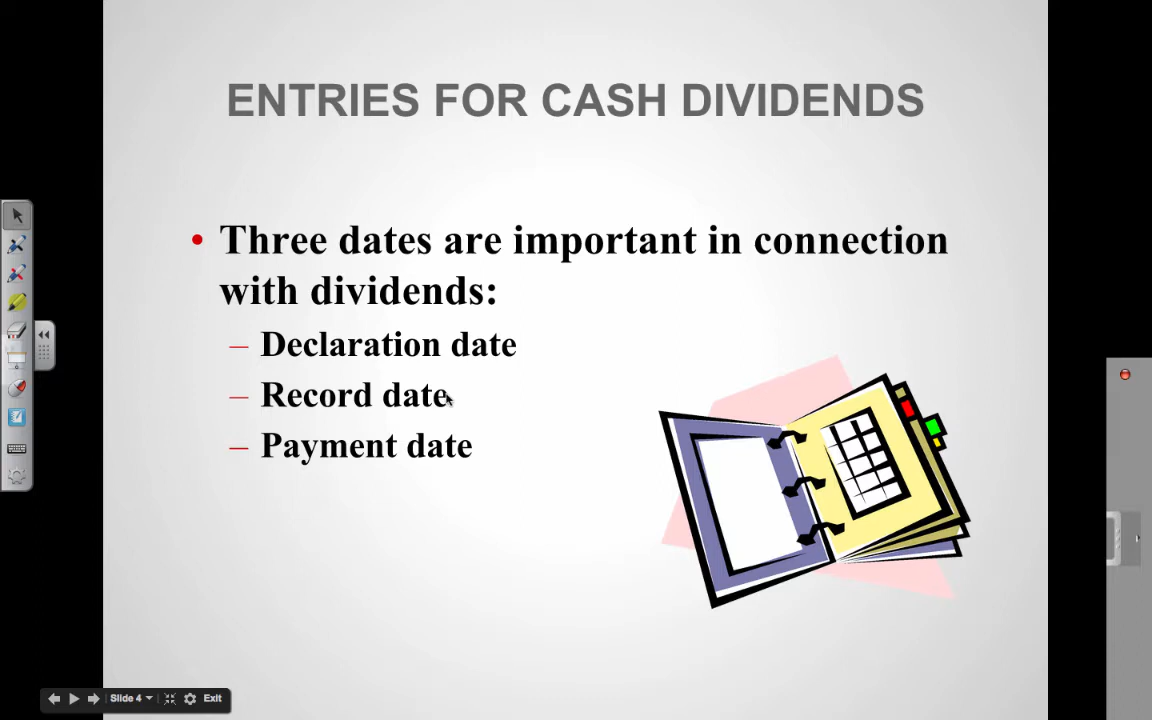 ENTRIES FOR CASH DIVIDENDS
• Three dates are important in connection
with dividends:
– Declaration date
– Record date
– Payment date
Slide 4
Exit